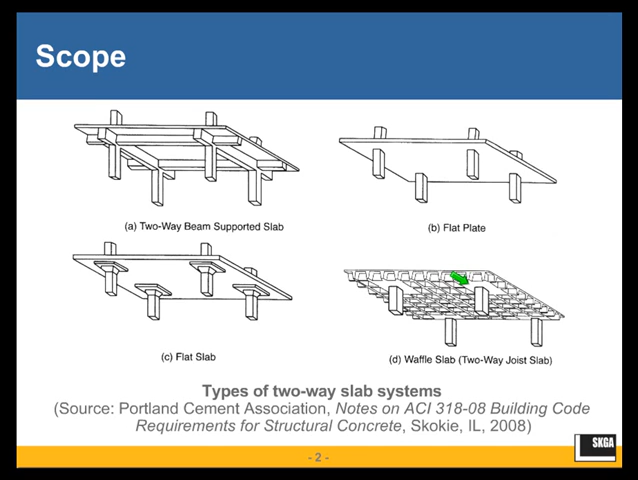 Scope
(a) Two-Way Beam Supported Slab
(b) Flat Plate
(c) Flat Slab
(d) Waffle Slab (Two-Way Joist Slab)
Types of two-way slab systems
(Source: Portland Cement Association, Notes on ACI 318-08 Building Code
Requirements for Structural Concrete, Skokie, IL, 2008)
- 2 -
SKGA